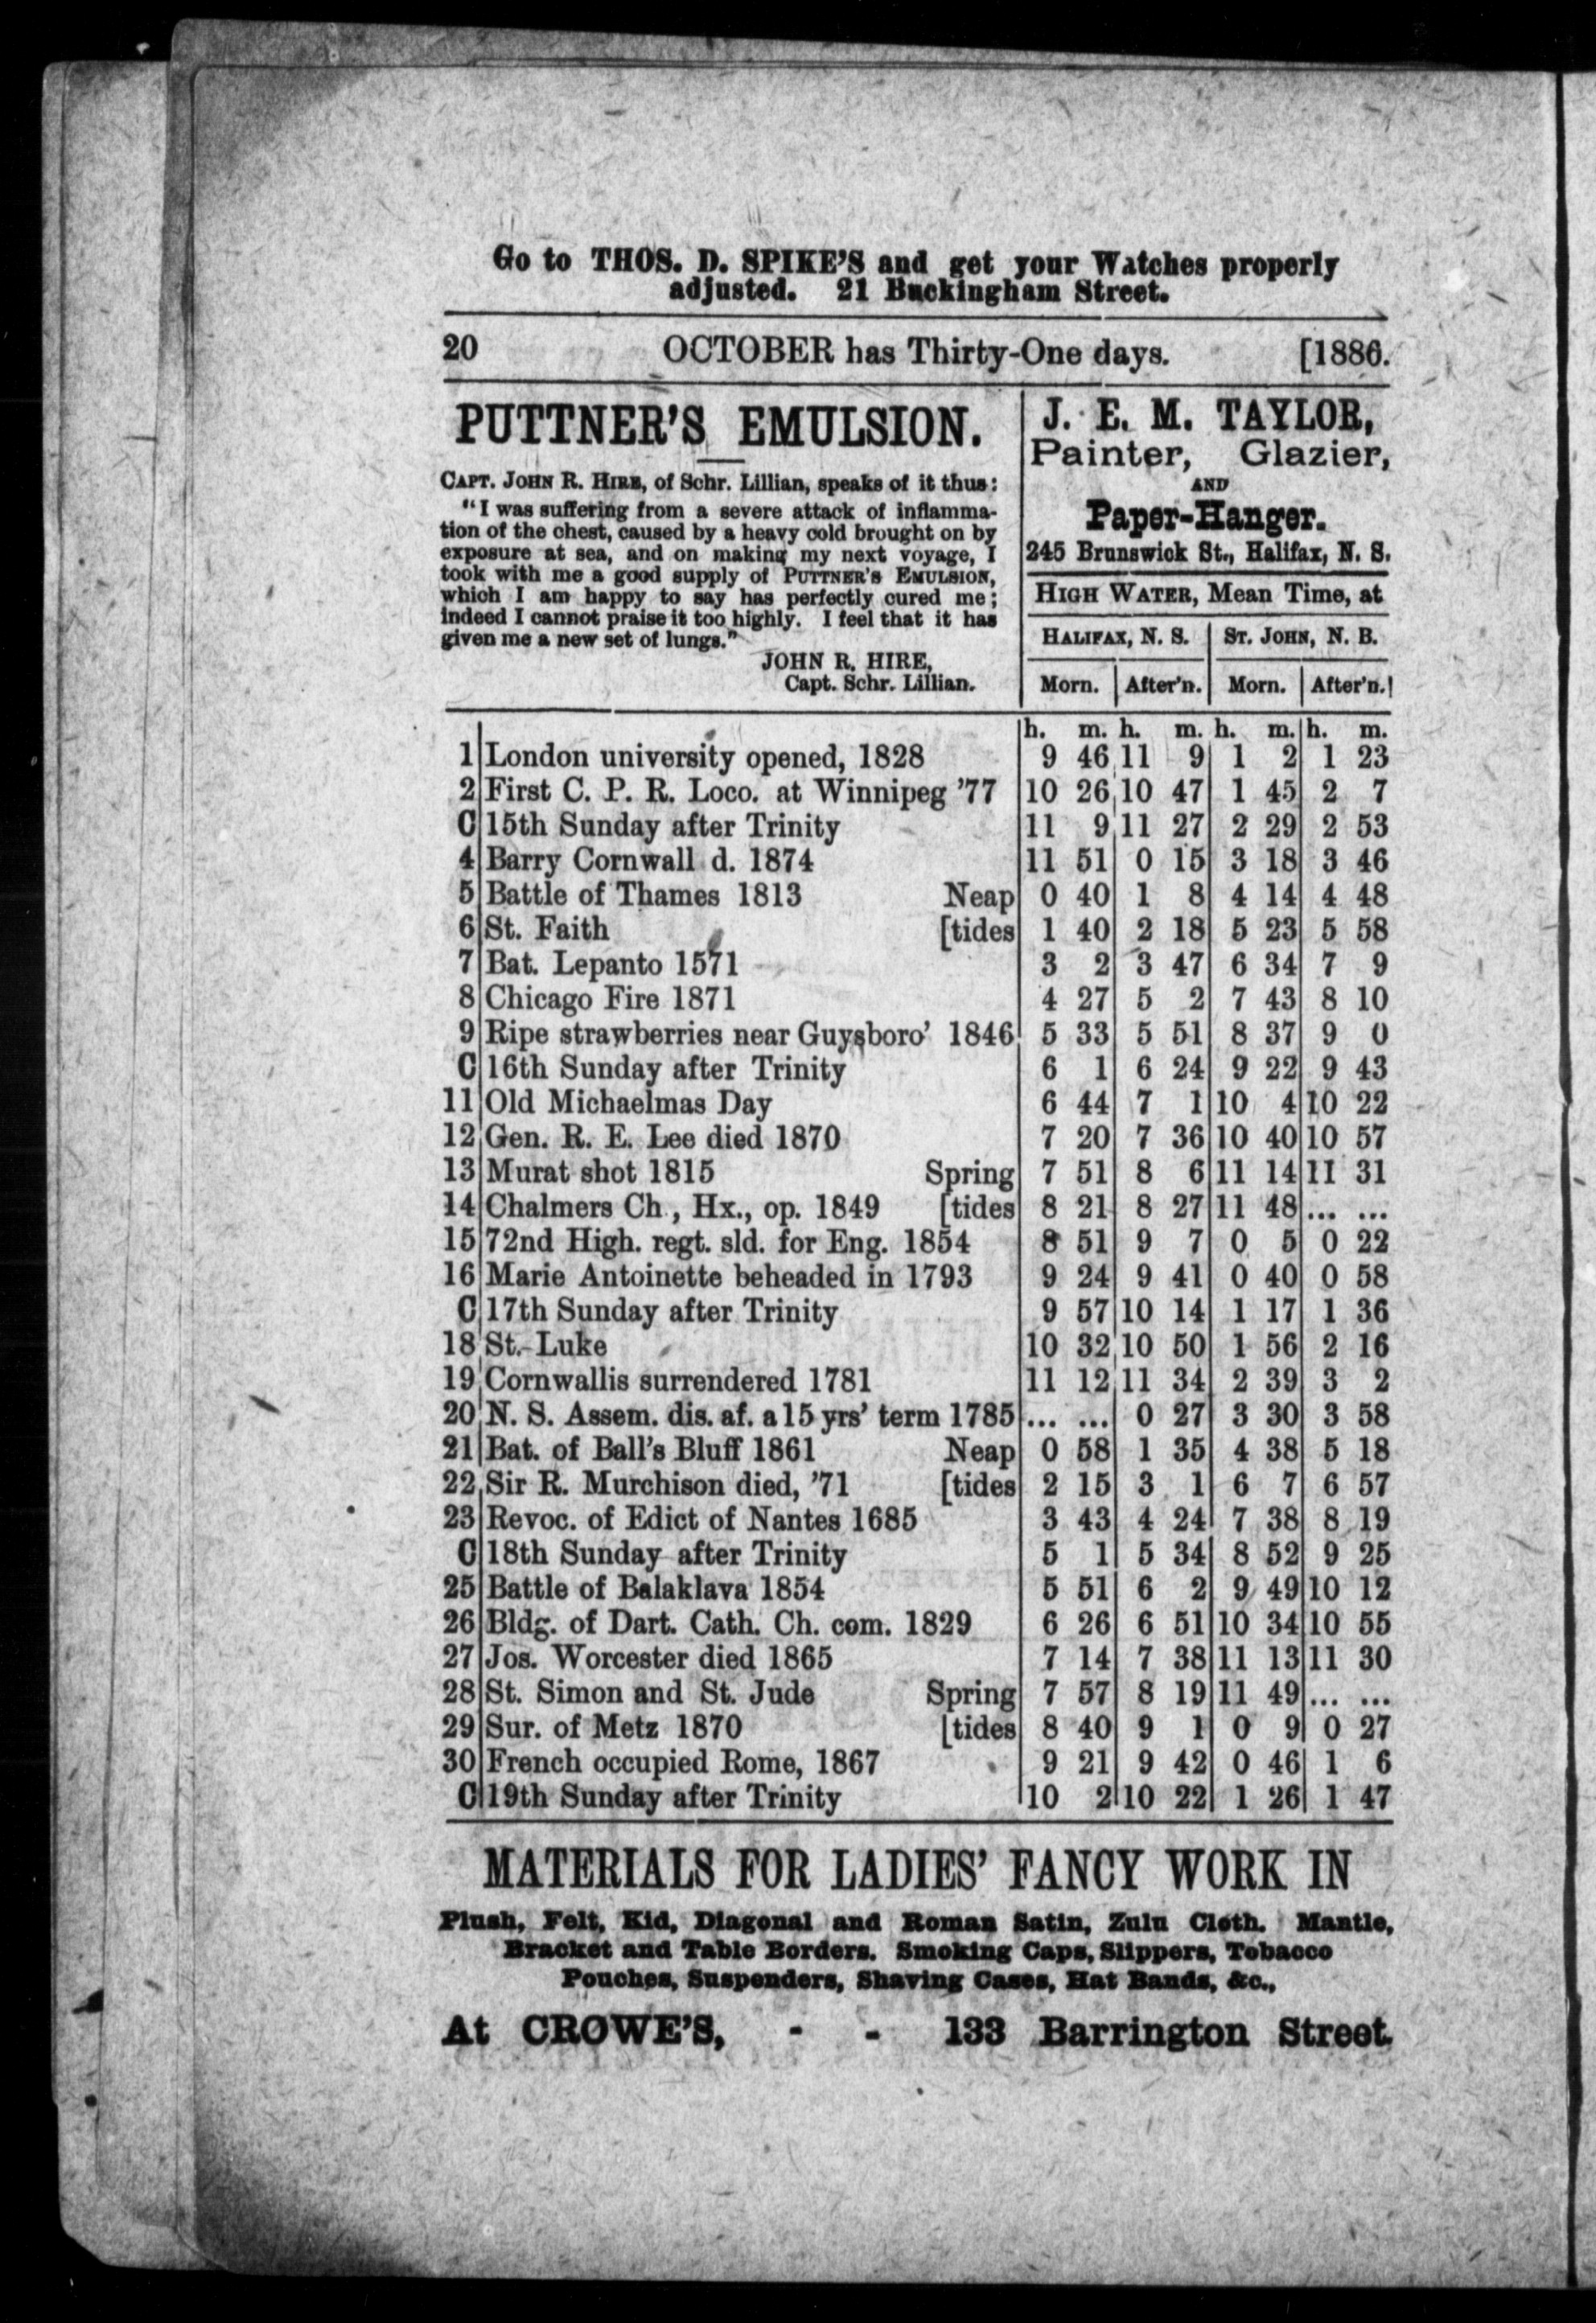 Go to THOS. D. SPIKE'S and get your Watches properly
adjusted. 21 Buckingham Street.
20 OCTOBER has Thirty-One days. [1886.
PUTTNER'S EMULSION.
CAPT. JOHN R. HIRE, of Schr. Lillian, speaks of it thus:
"I was suffering from a severe attack of inflamma-
tion of the chest, caused by a heavy cold brought on by
exposure at sea, and on making my next voyage, I
took with me a good supply of PUTTNER'S EMULSION,
which I am happy to say has perfectly cured me;
indeed I cannot praise it too highly. I feel that it has
given me a new set of lungs."
JOHN R. HIRE,
Capt. Schr. Lillian.
J. E. M. TAYLOR,
Painter, Glazier,
AND
Paper-Hanger.
245 Brunswick St., Halifax, N. S.
HIGH WATER, Mean Time, at
HALIFAX, N. S. ST. JOHN, N. B.
Morn. After'n. Morn. After'n.
h. m. h. m. h. m. h. m.
1 London university opened, 1828 9 46 11 9 1 2 1 23
2 First C. P. R. Loco. at Winnipeg '77 10 26 10 47 1 45 2 7
C 15th Sunday after Trinity 11 9 11 27 2 29 2 53
4 Barry Cornwall d. 1874 11 51 0 15 3 18 3 46
5 Battle of Thames 1813 Neap 0 40 1 8 4 14 4 48
6 St. Faith [tides 1 40 2 18 5 23 5 58
7 Bat. Lepanto 1571 3 2 3 47 6 34 7 9
8 Chicago Fire 1871 4 27 5 2 7 43 8 10
9 Ripe strawberries near Guysboro' 1846 5 33 5 51 8 37 9 0
C 16th Sunday after Trinity 6 1 6 24 9 22 9 43
11 Old Michaelmas Day 6 44 7 1 10 4 10 22
12 Gen. R. E. Lee died 1870 7 20 7 36 10 40 10 57
13 Murat shot 1815 Spring 7 51 8 6 11 14 11 31
14 Chalmers Ch., Hx., op. 1849 [tides 8 21 8 27 11 48 ... ...
15 72nd High. regt. sld. for Eng. 1854 8 51 9 7 0 5 0 22
16 Marie Antoinette beheaded in 1793 9 24 9 41 0 40 0 58
C 17th Sunday after Trinity 9 57 10 14 1 17 1 36
18 St. Luke 10 32 10 50 1 56 2 16
19 Cornwallis surrendered 1781 11 12 11 34 2 39 3 2
20 N. S. Assem. dis. af. a 15 yrs' term 1785 ... ... 0 27 3 30 3 58
21 Bat. of Ball's Bluff 1861 Neap 0 58 1 35 4 38 5 18
22 Sir R. Murchison died, '71 [tides 2 15 3 1 6 7 6 57
23 Revoc. of Edict of Nantes 1685 3 43 4 24 7 38 8 19
C 18th Sunday after Trinity 5 1 5 34 8 52 9 25
25 Battle of Balaklava 1854 5 51 6 2 9 49 10 12
26 Bldg. of Dart. Cath. Ch. com. 1829 6 26 6 51 10 34 10 55
27 Jos. Worcester died 1865 7 14 7 38 11 13 11 30
28 St. Simon and St. Jude Spring 7 57 8 19 11 49 ... ...
29 Sur. of Metz 1870 [tides 8 40 9 1 0 9 0 27
30 French occupied Rome, 1867 9 21 9 42 0 46 1 6
C 19th Sunday after Trinity 10 2 10 22 1 26 1 47
MATERIALS FOR LADIES' FANCY WORK IN
Plush, Felt, Kid, Diagonal and Roman Satin, Zulu Cloth. Mantle,
Bracket and Table Borders. Smoking Caps, Slippers, Tobacco
Pouches, Suspenders, Shaving Cases, Hat Bands, &c.,
At CROWE'S, - - 133 Barrington Street.